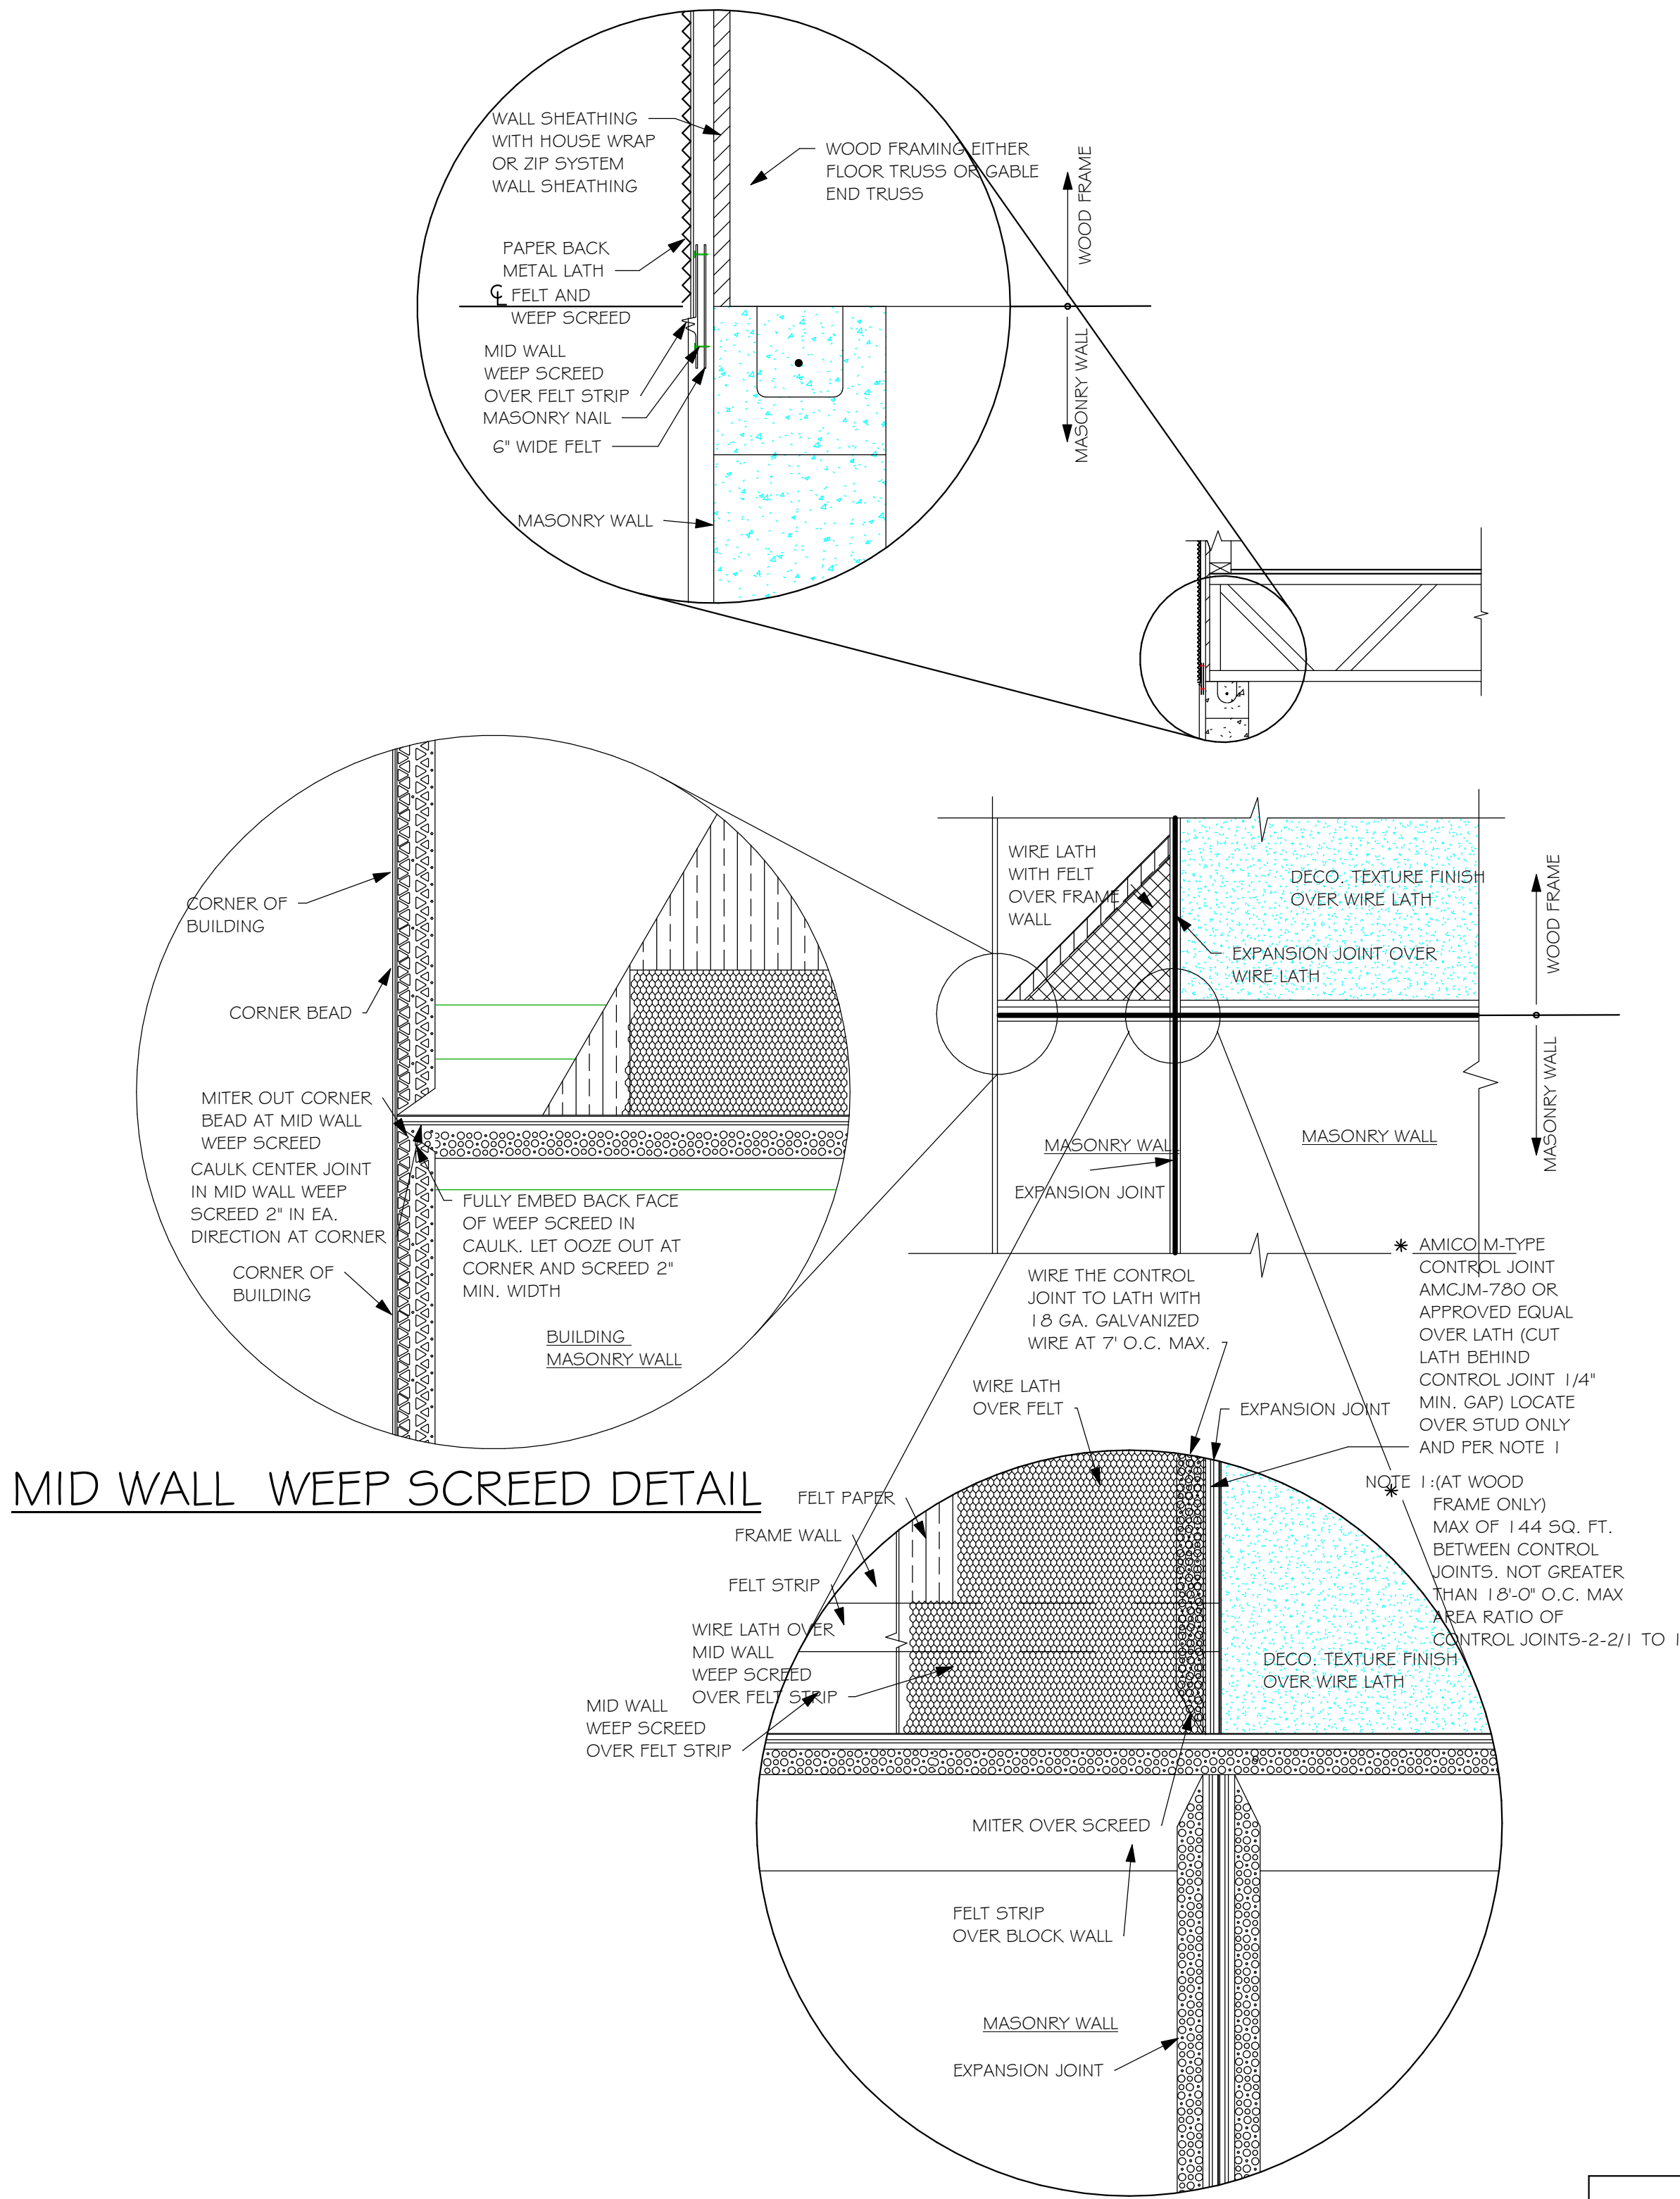 WALL SHEATHING
WITH HOUSE WRAP
OR ZIP SYSTEM
WALL SHEATHING
WOOD FRAMING EITHER
FLOOR TRUSS OR GABLE
END TRUSS
WOOD FRAME
MASONRY WALL
PAPER BACK
METAL LATH
℄ FELT AND
WEEP SCREED
MID WALL
WEEP SCREED
OVER FELT STRIP
MASONRY NAIL
6" WIDE FELT
MASONRY WALL
CORNER OF
BUILDING
CORNER BEAD
MITER OUT CORNER
BEAD AT MID WALL
WEEP SCREED
CAULK CENTER JOINT
IN MID WALL WEEP
SCREED 2" IN EA.
DIRECTION AT CORNER
CORNER OF
BUILDING
FULLY EMBED BACK FACE
OF WEEP SCREED IN
CAULK. LET OOZE OUT AT
CORNER AND SCREED 2"
MIN. WIDTH
BUILDING
MASONRY WALL
WIRE LATH
WITH FELT
OVER FRAME
WALL
DECO. TEXTURE FINISH
OVER WIRE LATH
EXPANSION JOINT OVER
WIRE LATH
WOOD FRAME
MASONRY WALL
MASONRY WALL
MASONRY WALL
EXPANSION JOINT
WIRE THE CONTROL
JOINT TO LATH WITH
18 GA. GALVANIZED
WIRE AT 7' O.C. MAX.
WIRE LATH
OVER FELT
EXPANSION JOINT
* AMICO M-TYPE
CONTROL JOINT
AMCJM-780 OR
APPROVED EQUAL
OVER LATH (CUT
LATH BEHIND
CONTROL JOINT 1/4"
MIN. GAP) LOCATE
OVER STUD ONLY
AND PER NOTE 1
MID WALL WEEP SCREED DETAIL
* NOTE 1:(AT WOOD
FRAME ONLY)
MAX OF 144 SQ. FT.
BETWEEN CONTROL
JOINTS. NOT GREATER
THAN 18'-0" O.C. MAX
AREA RATIO OF
CONTROL JOINTS-2-2/1 TO 1
FELT PAPER
FRAME WALL
FELT STRIP
WIRE LATH OVER
MID WALL
WEEP SCREED
OVER FELT STRIP
MID WALL
WEEP SCREED
OVER FELT STRIP
DECO. TEXTURE FINISH
OVER WIRE LATH
MITER OVER SCREED
FELT STRIP
OVER BLOCK WALL
MASONRY WALL
EXPANSION JOINT